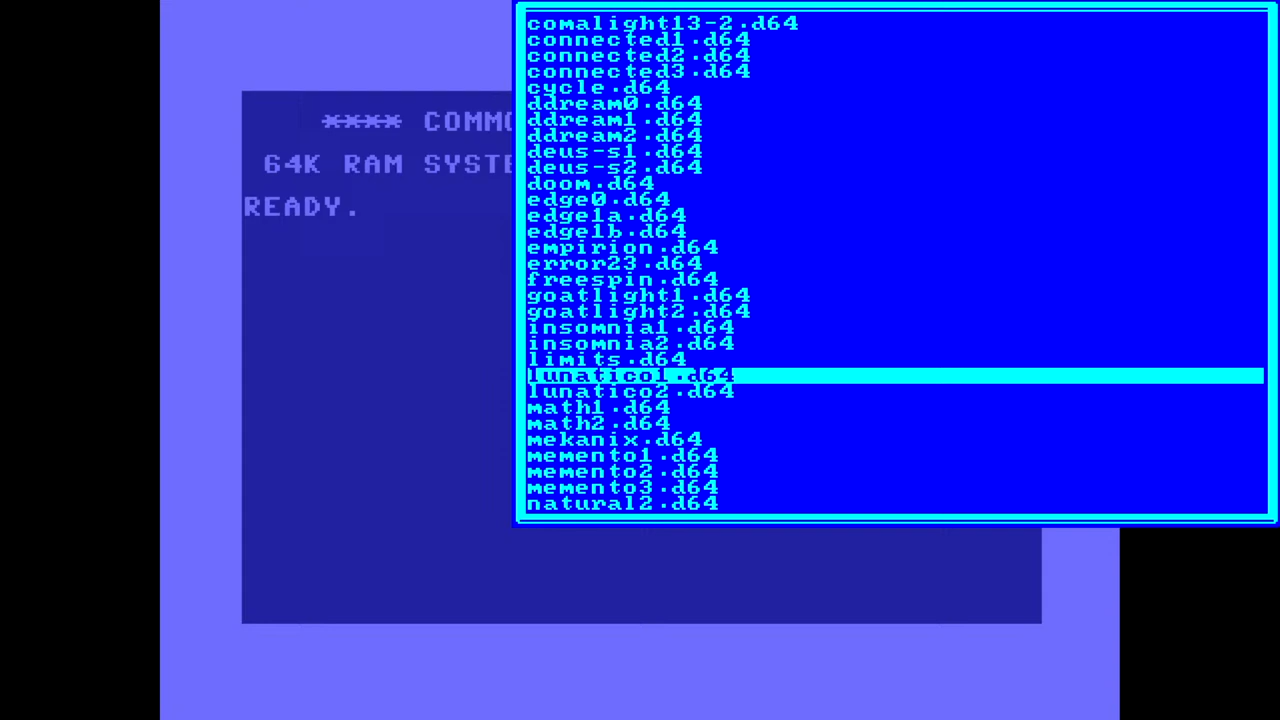 **** COMMO
64K RAM SYSTE
READY.
comalight13-2.d64
connected1.d64
connected2.d64
connected3.d64
cycle.d64
ddream0.d64
ddream1.d64
ddream2.d64
deus-s1.d64
deus-s2.d64
doom.d64
edge0.d64
edge1a.d64
edge1b.d64
empirion.d64
error23.d64
freespin.d64
goatlight1.d64
goatlight2.d64
insomnia1.d64
insomnia2.d64
limits.d64
lunatico1.d64
lunatico2.d64
math1.d64
math2.d64
mekanix.d64
memento1.d64
memento2.d64
memento3.d64
natural2.d64